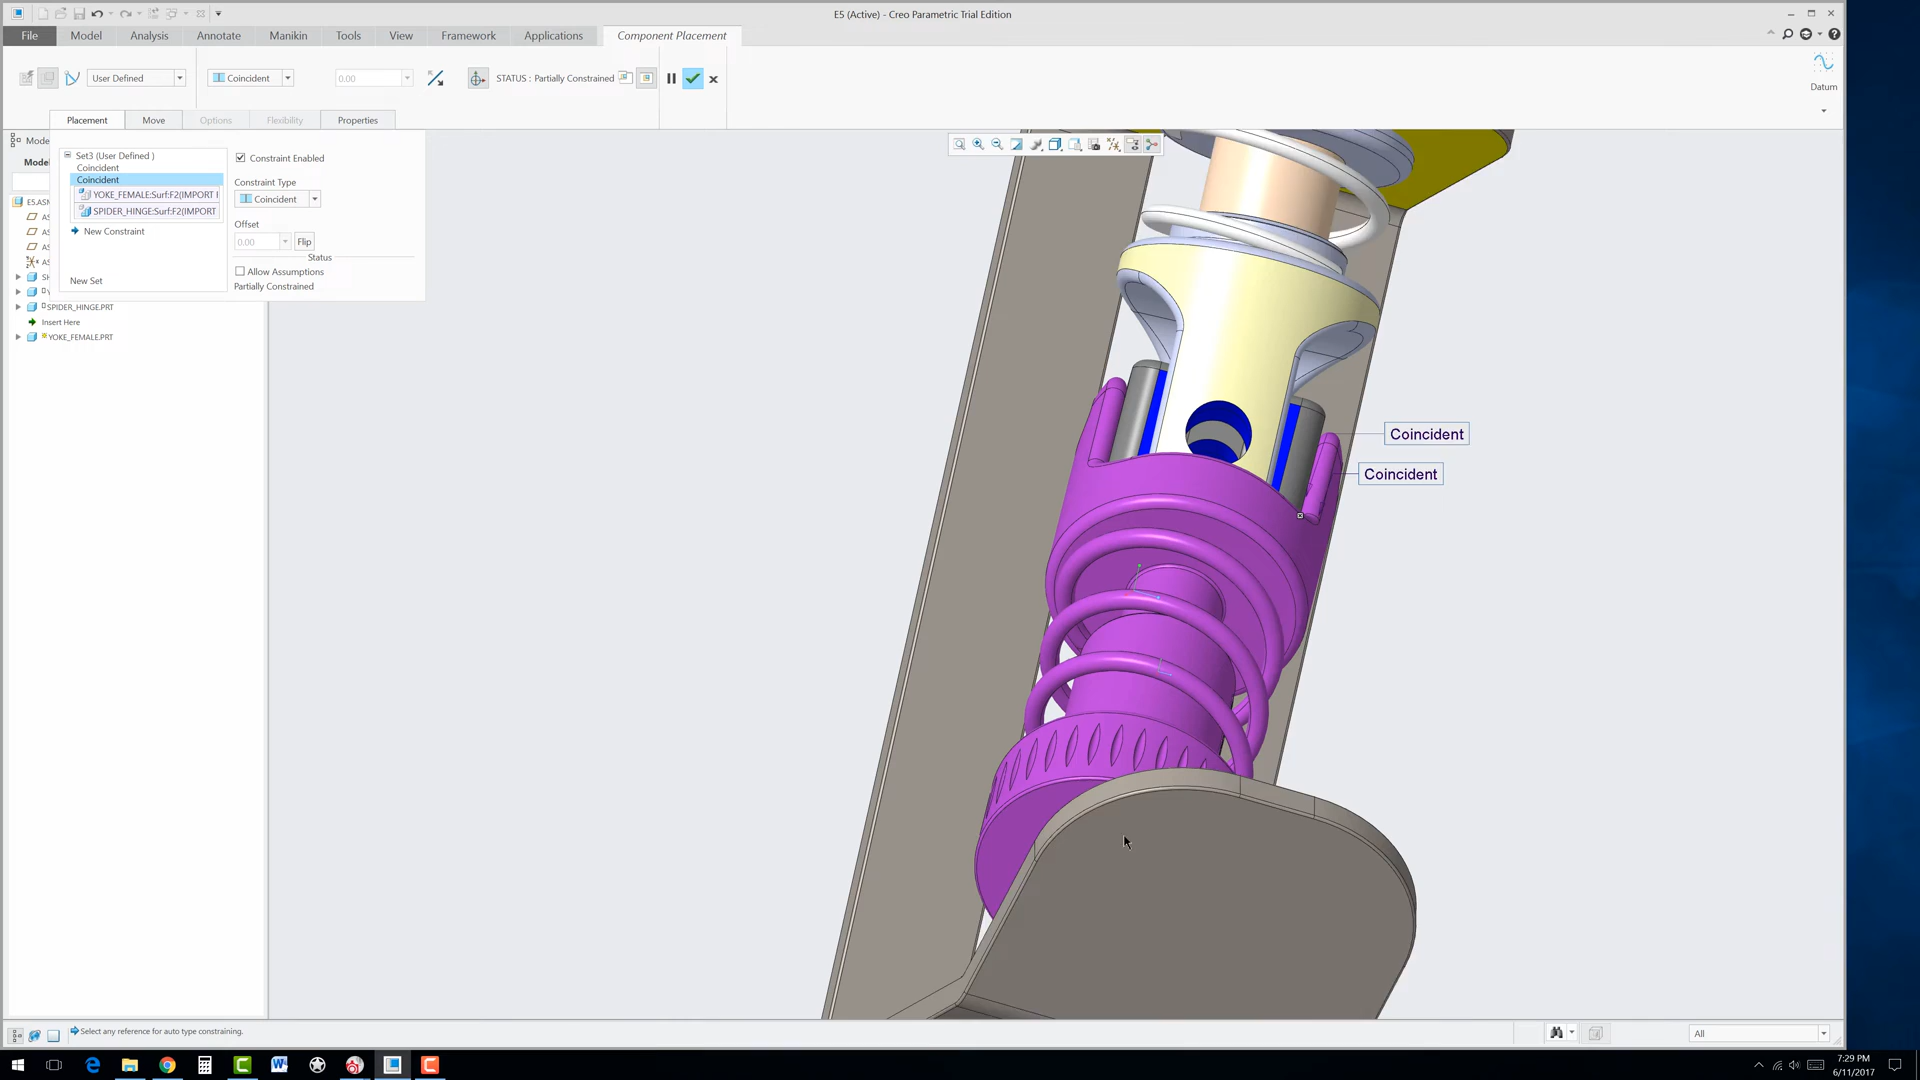 E5 (Active) - Creo Parametric Trial Edition
File Model Analysis Annotate Manikin Tools View Framework Applications Component Placement
User Defined Coincident 0.00 STATUS : Partially Constrained
Datum
Placement Move Options Flexibility Properties
Set3 (User Defined )
Coincident
Coincident
YOKE_FEMALE:Surf:F2(IMPORT
SPIDER_HINGE:Surf:F2(IMPORT
New Constraint
New Set
Constraint Enabled
Constraint Type
Coincident
Offset
0.00 Flip
Status
Allow Assumptions
Partially Constrained
Mode
Model
E5.ASM
AS
AS
AS
AS
SH
SPIDER_HINGE.PRT
Insert Here
YOKE_FEMALE.PRT
Coincident
Coincident
Select any reference for auto type constraining.
All
7:29 PM
6/11/2017